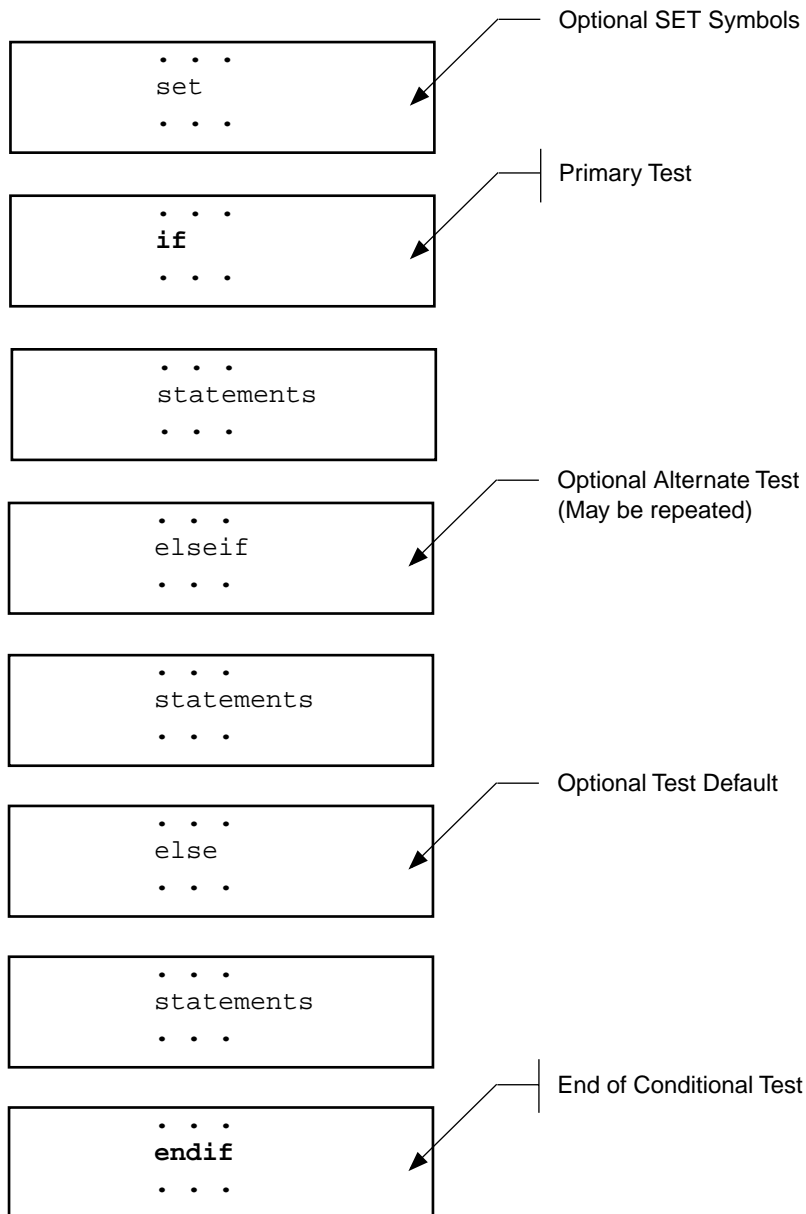 Optional SET Symbols
. . .
set
. . .
Primary Test
. . .
if
. . .
. . .
statements
. . .
Optional Alternate Test
(May be repeated)
. . .
elseif
. . .
. . .
statements
. . .
Optional Test Default
. . .
else
. . .
. . .
statements
. . .
End of Conditional Test
. . .
endif
. . .